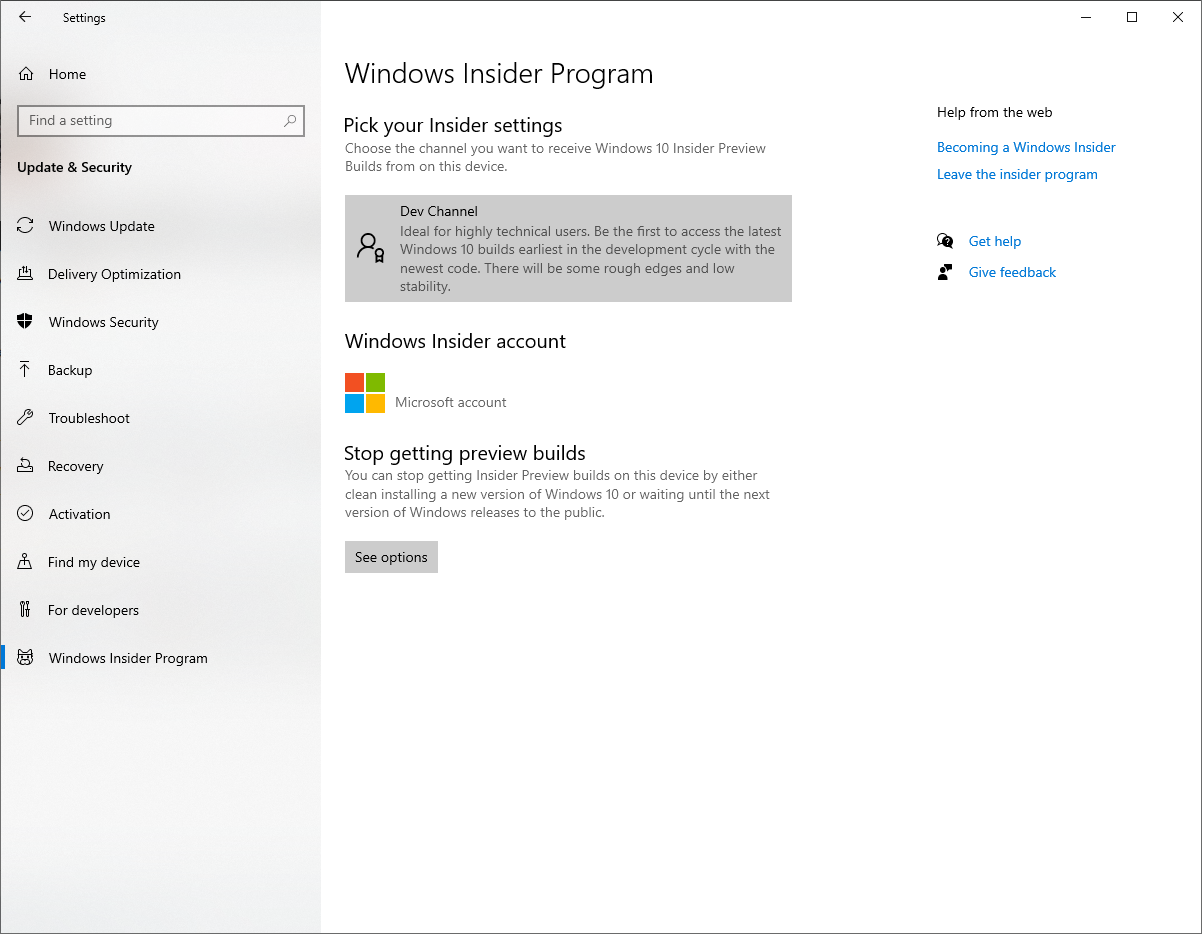 Settings
Home
Find a setting
Update & Security
Windows Update
Delivery Optimization
Windows Security
Backup
Troubleshoot
Recovery
Activation
Find my device
For developers
Windows Insider Program
Windows Insider Program
Pick your Insider settings
Choose the channel you want to receive Windows 10 Insider Preview
Builds from on this device.
Dev Channel
Ideal for highly technical users. Be the first to access the latest
Windows 10 builds earliest in the development cycle with the
newest code. There will be some rough edges and low
stability.
Windows Insider account
Microsoft account
Stop getting preview builds
You can stop getting Insider Preview builds on this device by either
clean installing a new version of Windows 10 or waiting until the next
version of Windows releases to the public.
See options
Help from the web
Becoming a Windows Insider
Leave the insider program
Get help
Give feedback